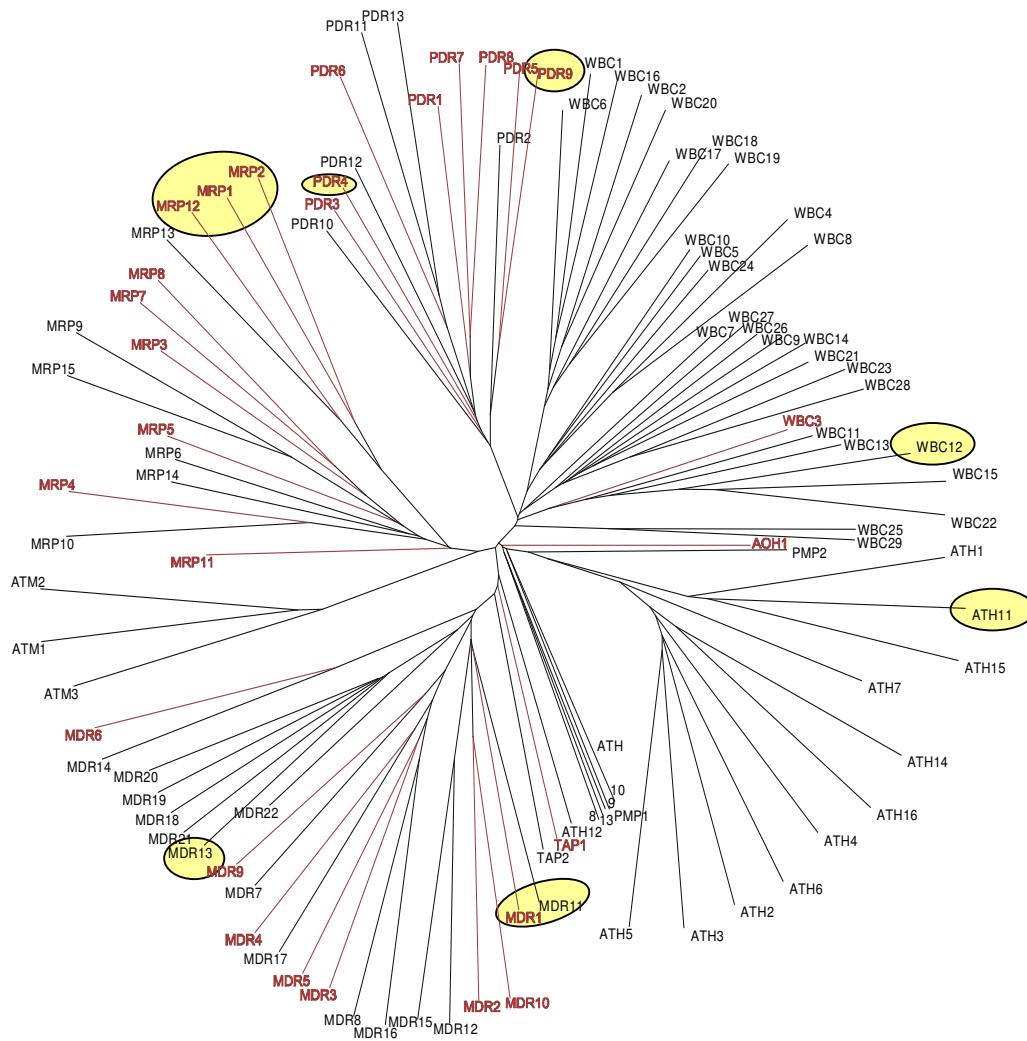 PDR13
PDR11
PDR7
PDR8
PDR5
PDR9
PDR6
PDR1
WBC1
WBC16
WBC2
WBC6
WBC20
PDR2
WBC18
WBC17
WBC19
PDR12
PDR4
PDR3
PDR10
MRP2
MRP1
MRP12
MRP13
WBC4
WBC8
WBC10
WBC5
WBC24
MRP8
MRP7
MRP9
MRP3
MRP15
WBC27
WBC7
WBC26
WBC9
WBC14
WBC21
WBC23
WBC28
WBC3
WBC11
WBC13
WBC12
WBC15
WBC22
MRP5
MRP6
MRP14
MRP4
MRP10
MRP11
WBC25
WBC29
AOH1
PMP2
ATH1
ATH11
ATH15
ATH7
ATH14
ATH16
ATH4
ATH6
ATH2
ATH3
ATH5
ATM2
ATM1
ATM3
ATH
10
9
8
13
PMP1
ATH12
TAP1
TAP2
MDR6
MDR14
MDR20
MDR19
MDR18
MDR21
MDR22
MDR13
MDR9
MDR7
MDR4
MDR17
MDR5
MDR3
MDR8
MDR16
MDR15
MDR12
MDR2
MDR10
MDR1
MDR11